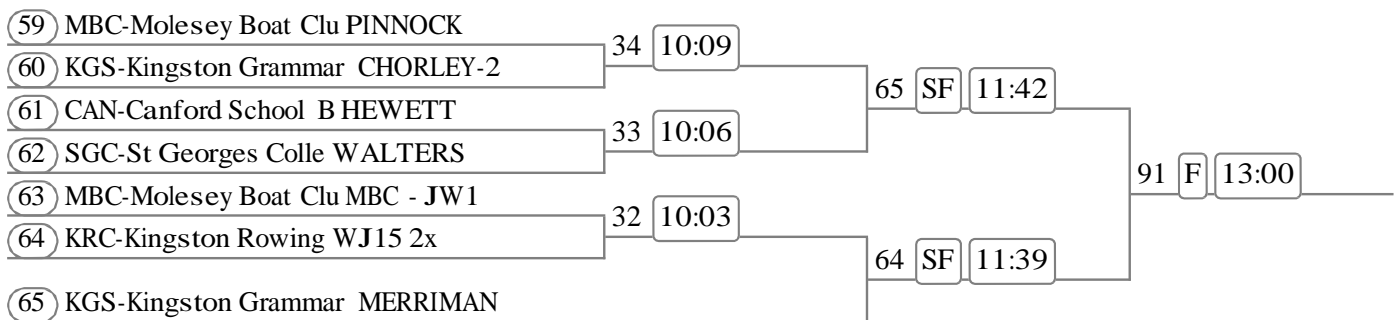 59 MBC-Molesey Boat Clu PINNOCK
34 10:09
60 KGS-Kingston Grammar CHORLEY-2
65 SF 11:42
61 CAN-Canford School B HEWETT
33 10:06
62 SGC-St Georges Colle WALTERS
91 F 13:00
63 MBC-Molesey Boat Clu MBC - JW1
32 10:03
64 KRC-Kingston Rowing WJ15 2x
64 SF 11:39
65 KGS-Kingston Grammar MERRIMAN